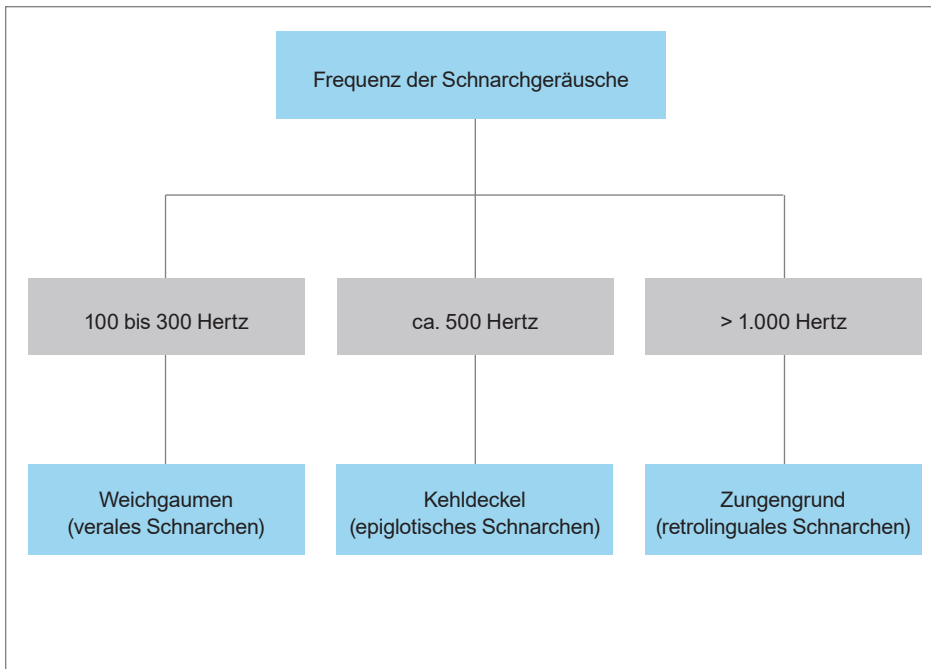 Frequenz der Schnarchgeräusche
100 bis 300 Hertz
ca. 500 Hertz
> 1.000 Hertz
Weichgaumen
(verales Schnarchen)
Kehldeckel
(epiglotisches Schnarchen)
Zungengrund
(retrolinguales Schnarchen)